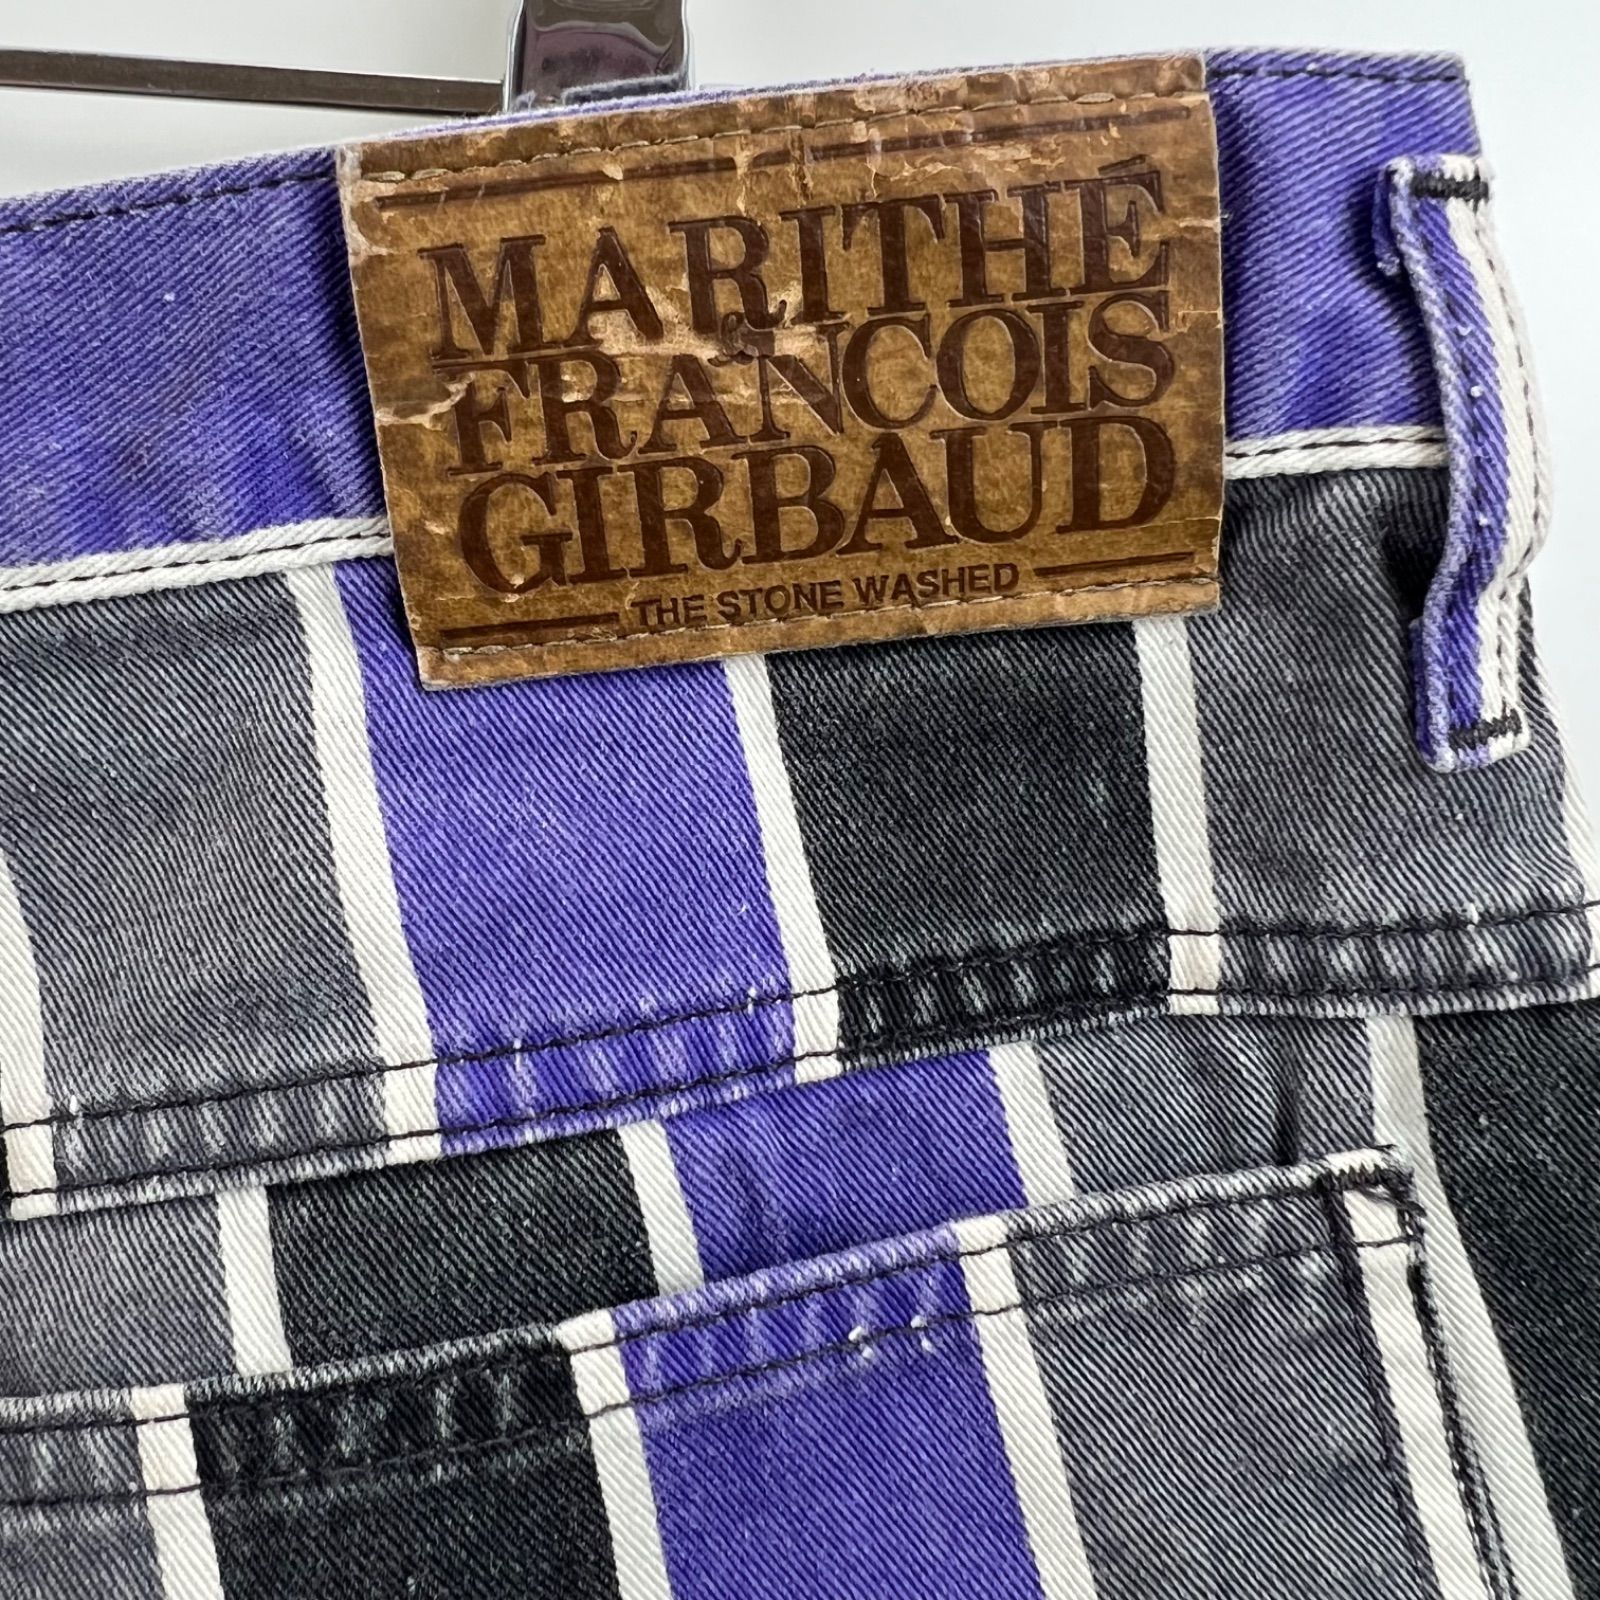 MARITHÉ
&
FRANCOIS
GIRBAUD
THE STONE WASHED